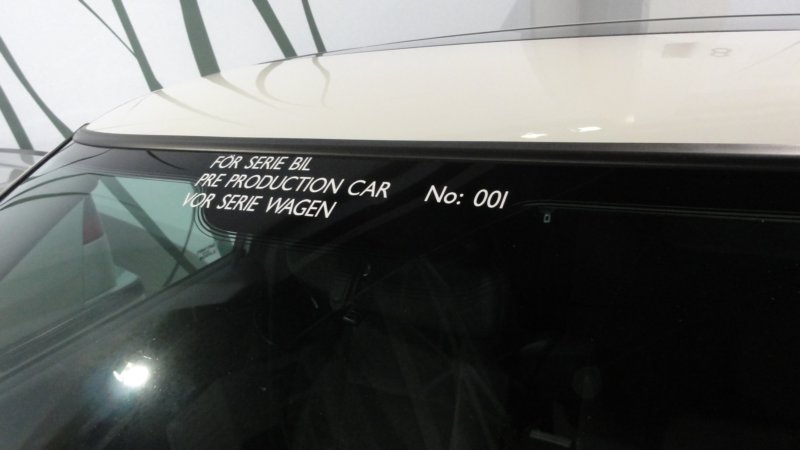 FÖR SERIE BIL
PRE PRODUCTION CAR No: 001
VOR SERIE WAGEN